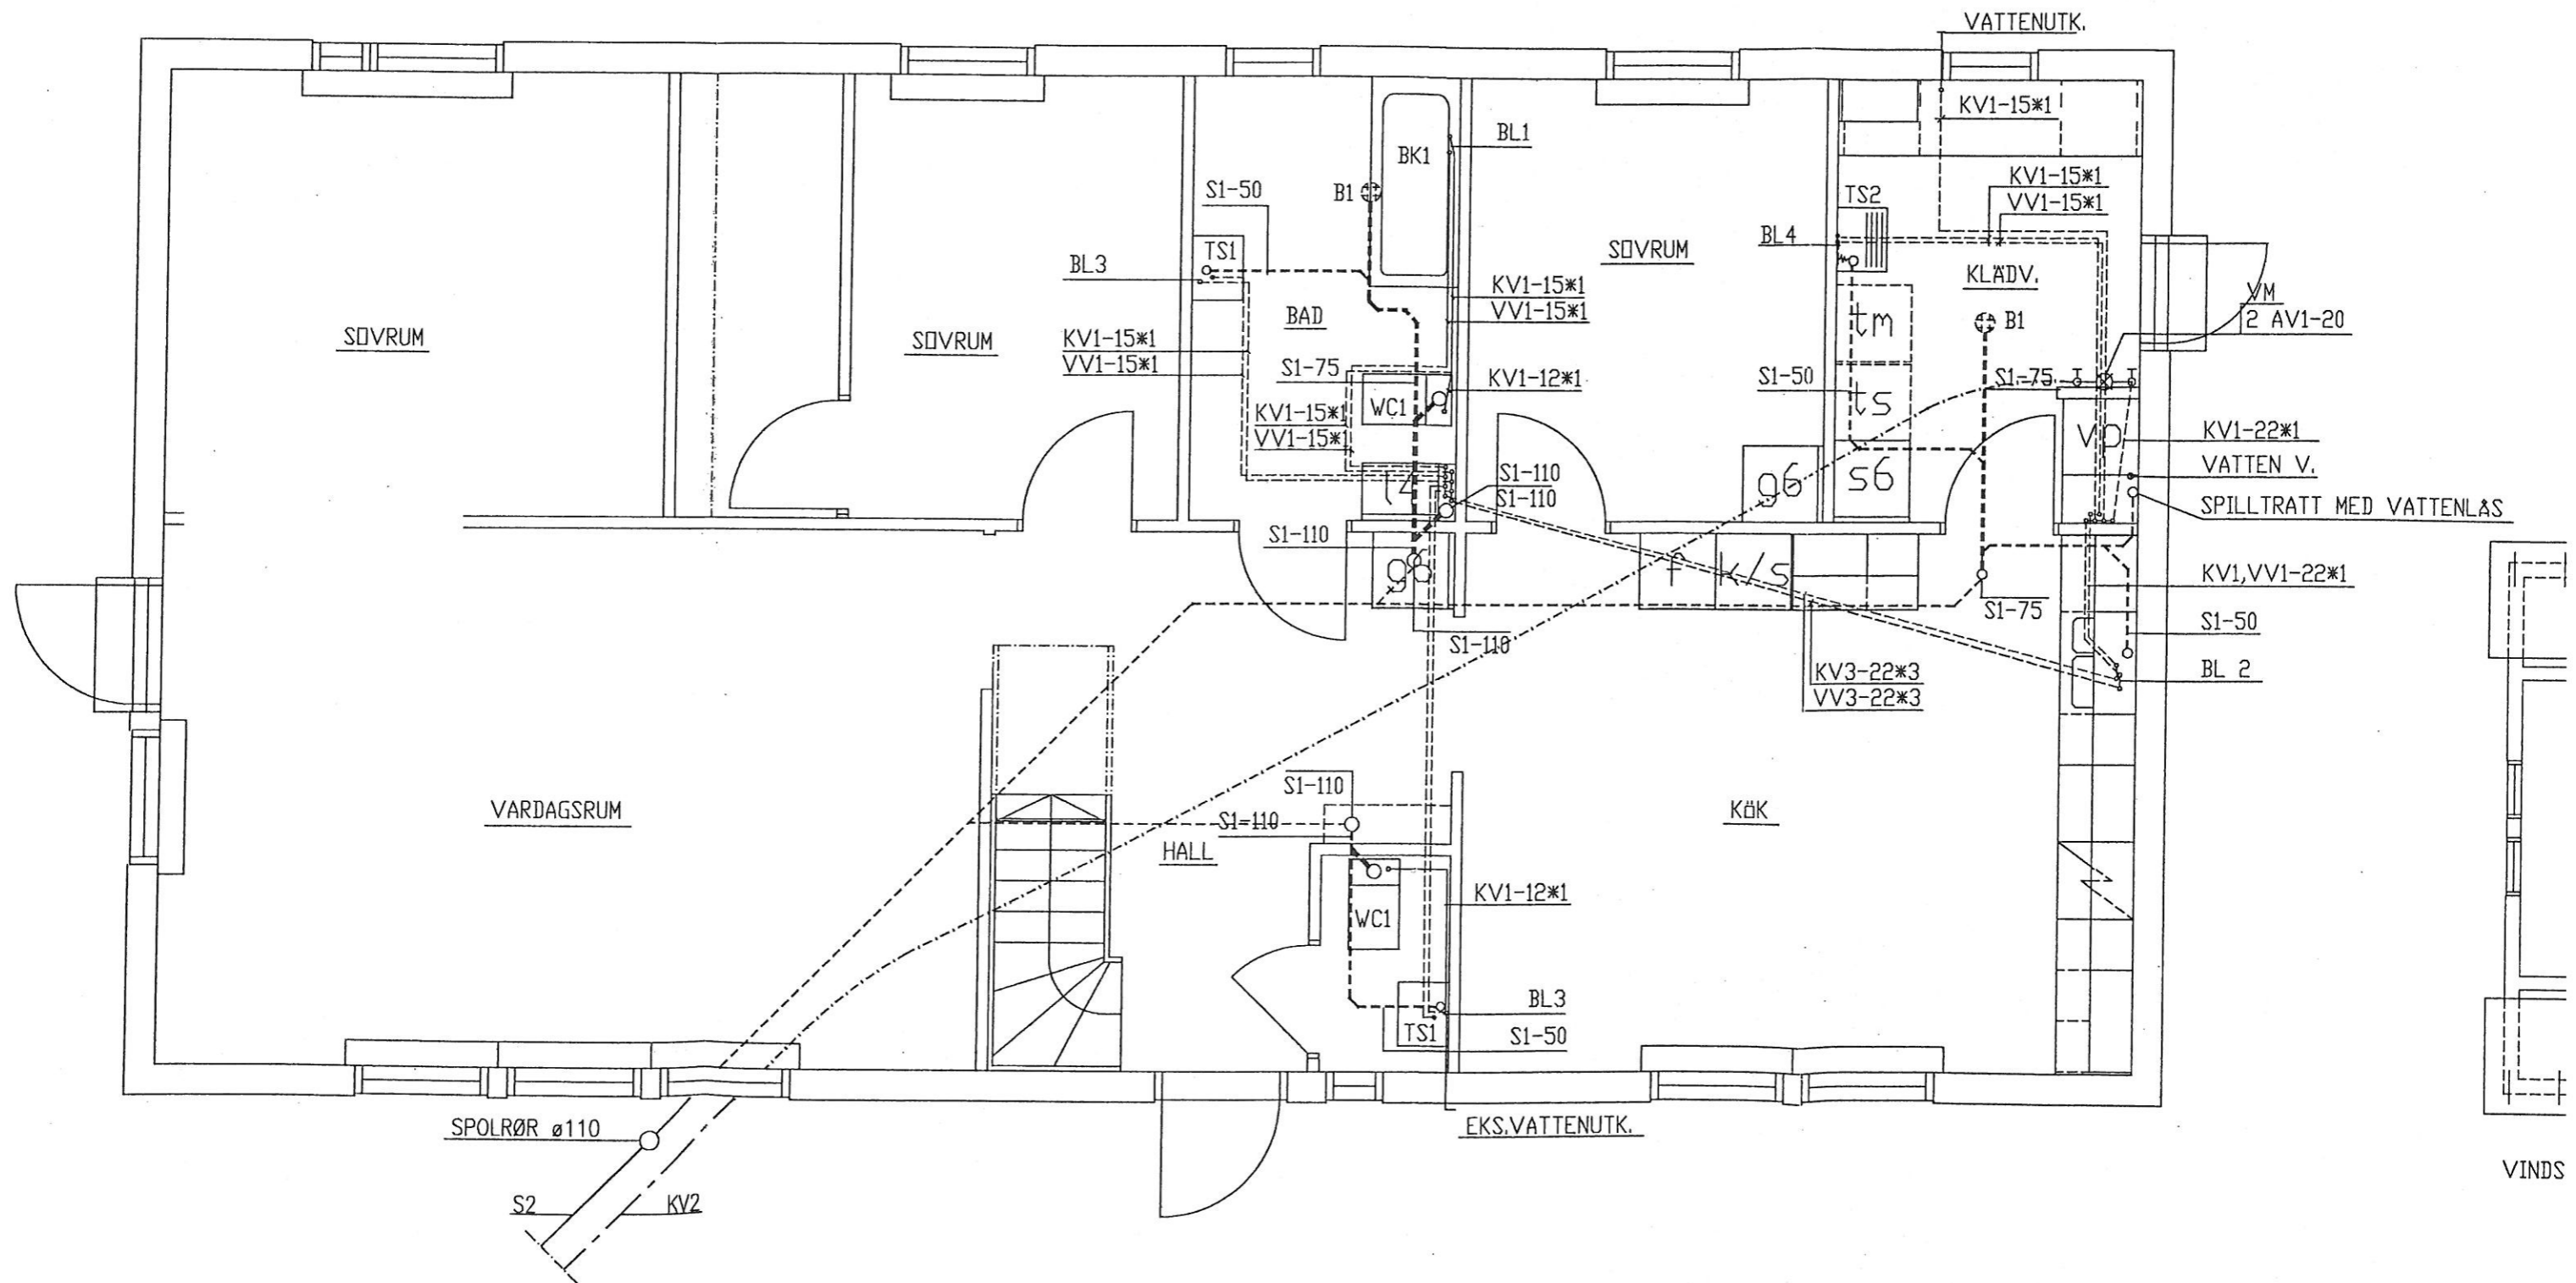 VATTENUTK.
KV1-15*1
BL1
BK1
KV1-15*1
VV1-15*1
S1-50
B1
TS2
TS1
BL4
SOVRUM
BL3
KLÄDV.
KV1-15*1
VV1-15*1
VM
2 AV1-20
BAD
tm
B1
SOVRUM
SOVRUM
KV1-15*1
VV1-15*1
S1-75
KV1-12*1
S1-50
S1-75
ts
WC1
KV1-15*1
VV1-15*1
vp
KV1-22*1
VATTEN V.
S1-110
S1-110
g6
s6
SPILLTRATT MED VATTENLÅS
S1-110
f
k/s
KV1,VV1-22*1
S1-75
S1-50
S1-110
BL 2
KV3-22*3
VV3-22*3
S1-110
VARDAGSRUM
KÖK
S1-110
HALL
KV1-12*1
WC1
BL3
TS1
S1-50
SPOLRØR ø110
EKS.VATTENUTK.
VINDS
S2
KV2